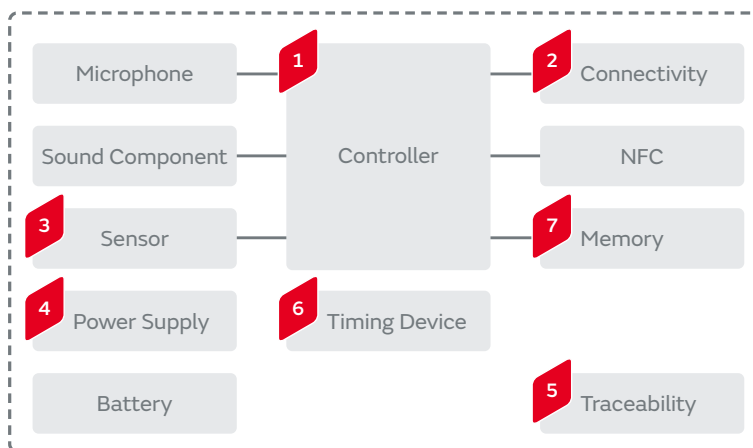 1
2
Microphone
Controller
Connectivity
Sound Component
NFC
3
Sensor
7
Memory
4
Power Supply
6
Timing Device
Battery
5
Traceability